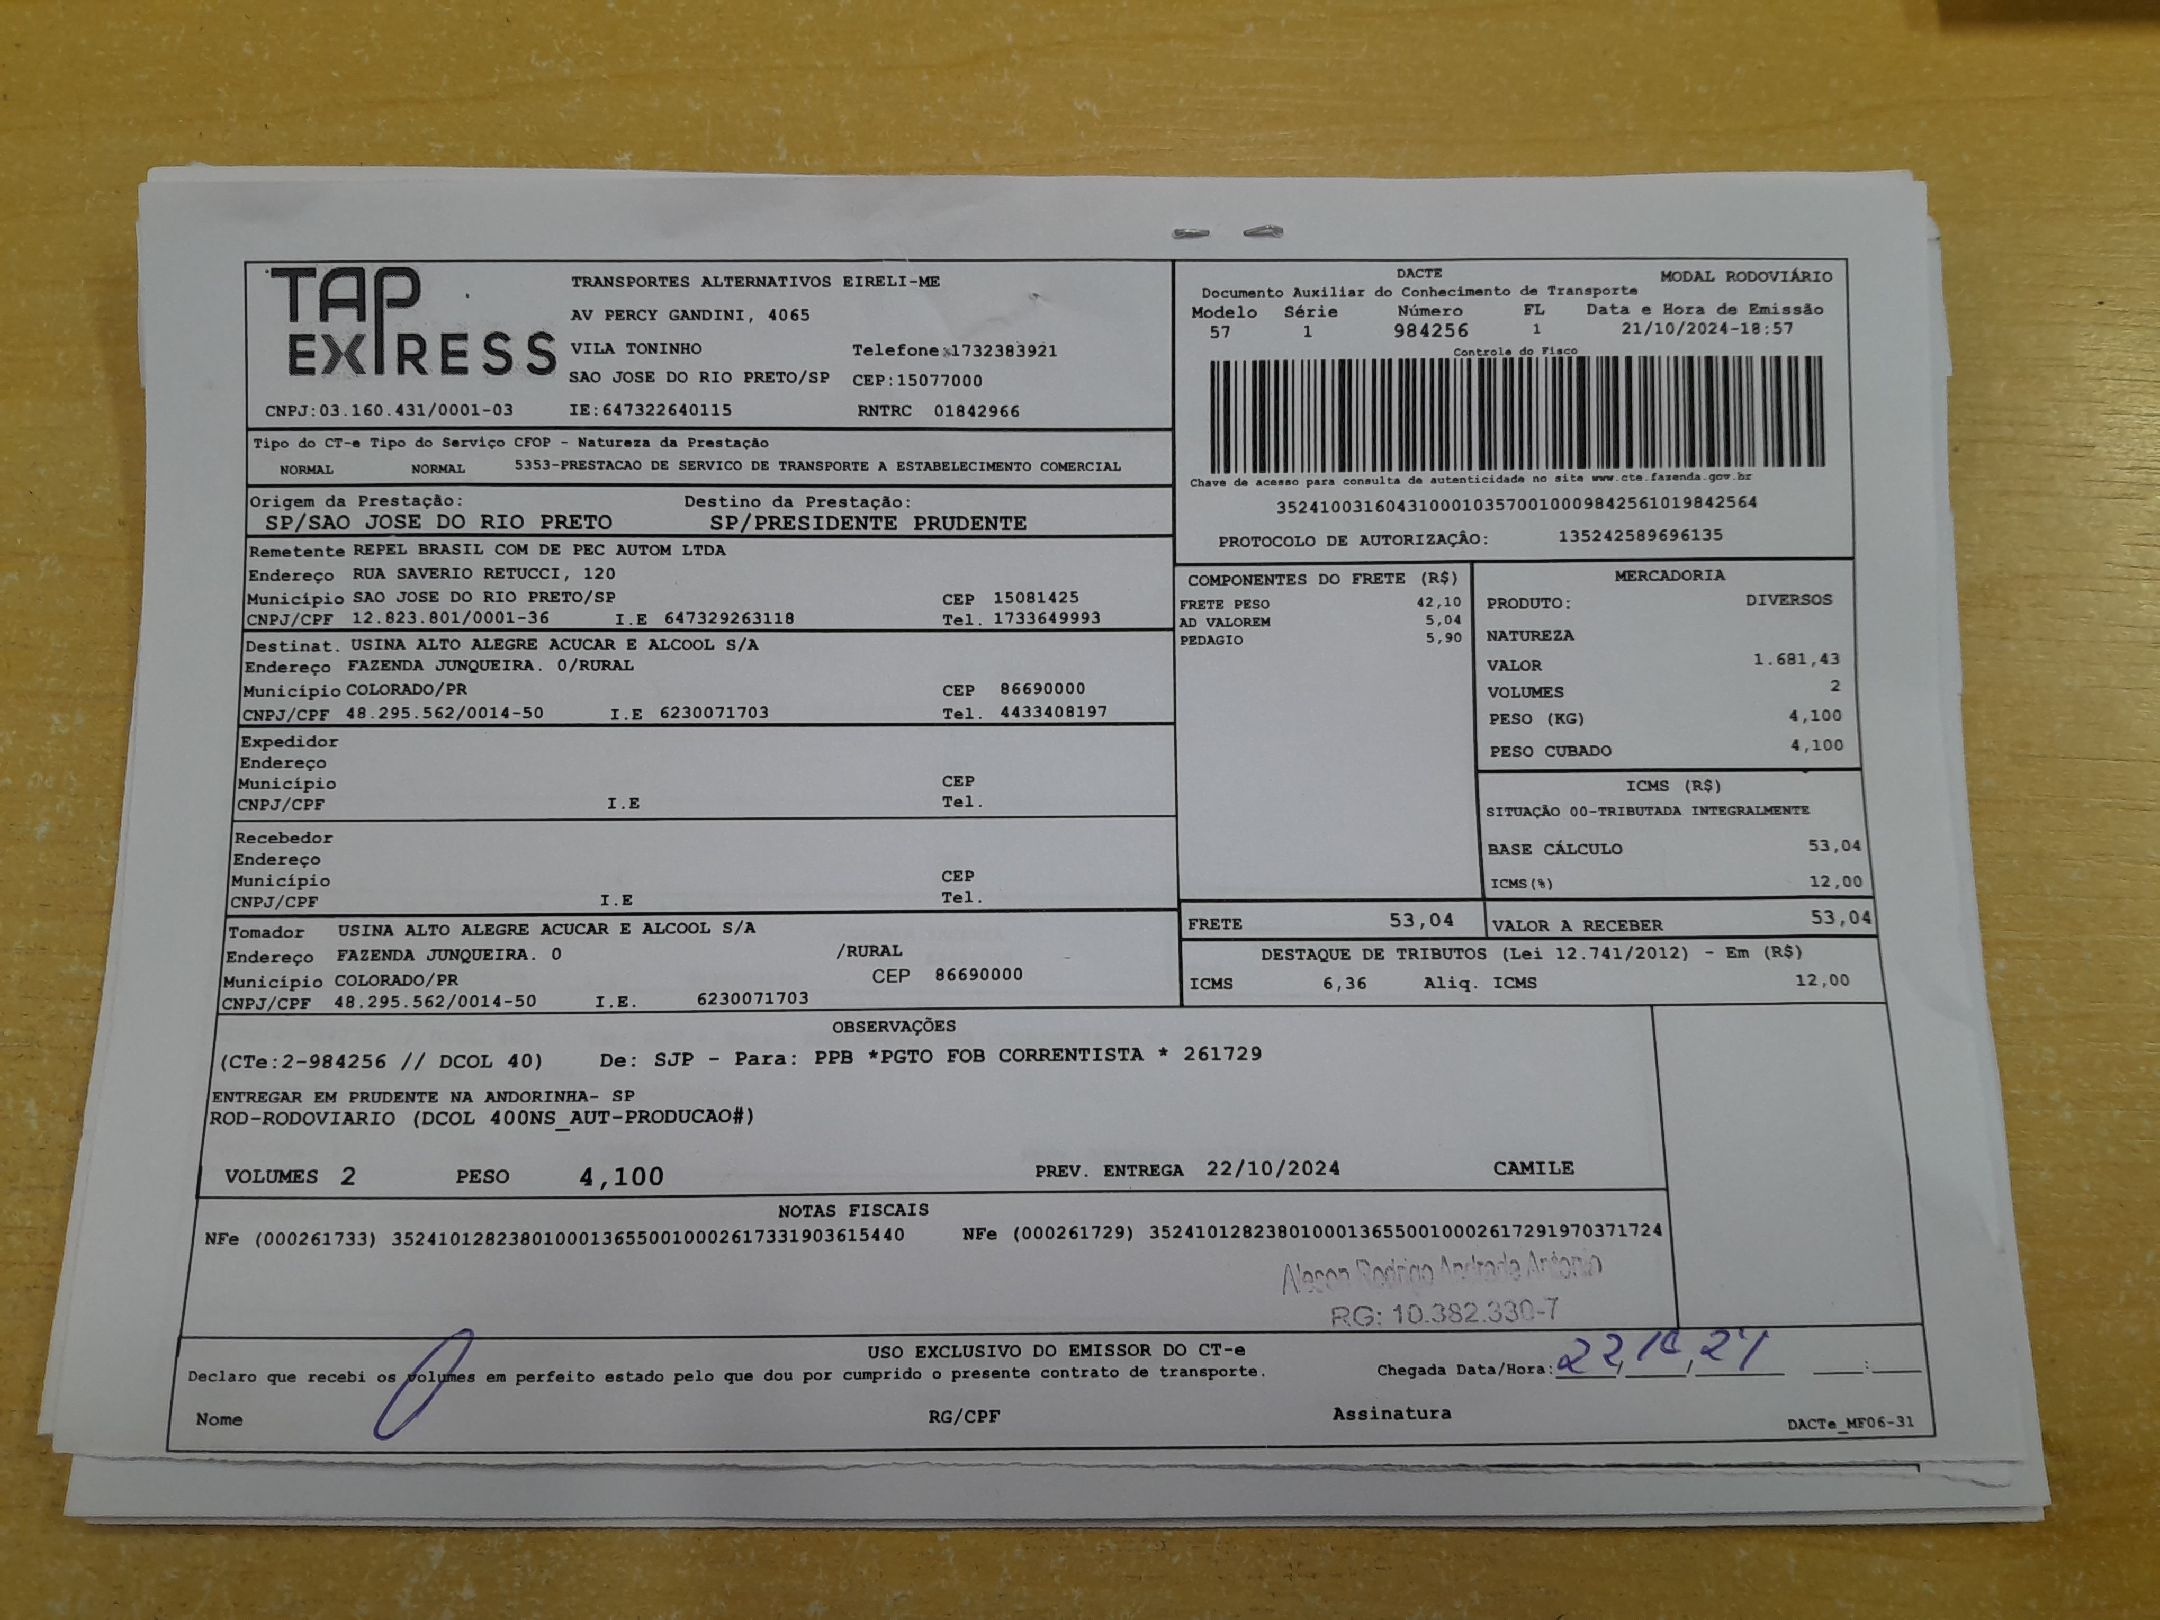 TAP EXPRESS
TRANSPORTES ALTERNATIVOS EIRELI-ME
AV PERCY GANDINI, 4065
VILA TONINHO Telefone:1732383921
SAO JOSE DO RIO PRETO/SP CEP:15077000
CNPJ:03.160.431/0001-03 IE:647322640115 RNTRC 01842966
DACTE MODAL RODOVIÁRIO
Documento Auxiliar do Conhecimento de Transporte
Modelo Série Número FL Data e Hora de Emissão
57 1 984256 1 21/10/2024-18:57
Controle do Fisco
Chave de acesso para consulta de autenticidade no site www.cte.fazenda.gov.br
35241003160431000103570010009842561019842564
PROTOCOLO DE AUTORIZAÇÃO: 135242589696135
Tipo do CT-e Tipo do Serviço CFOP - Natureza da Prestação
NORMAL NORMAL 5353-PRESTACAO DE SERVICO DE TRANSPORTE A ESTABELECIMENTO COMERCIAL
Origem da Prestação: Destino da Prestação:
SP/SAO JOSE DO RIO PRETO SP/PRESIDENTE PRUDENTE
Remetente REPEL BRASIL COM DE PEC AUTOM LTDA
Endereço RUA SAVERIO RETUCCI, 120
Município SAO JOSE DO RIO PRETO/SP CEP 15081425
CNPJ/CPF 12.823.801/0001-36 I.E 647329263118 Tel. 1733649993
Destinat. USINA ALTO ALEGRE ACUCAR E ALCOOL S/A
Endereço FAZENDA JUNQUEIRA. 0/RURAL
Município COLORADO/PR CEP 86690000
CNPJ/CPF 48.295.562/0014-50 I.E 6230071703 Tel. 4433408197
Expedidor
Endereço
Município CEP
CNPJ/CPF I.E Tel.
Recebedor
Endereço
Município CEP
CNPJ/CPF I.E Tel.
Tomador USINA ALTO ALEGRE ACUCAR E ALCOOL S/A
Endereço FAZENDA JUNQUEIRA. 0 /RURAL
Município COLORADO/PR CEP 86690000
CNPJ/CPF 48.295.562/0014-50 I.E. 6230071703
COMPONENTES DO FRETE (R$)
FRETE PESO 42,10
AD VALOREM 5,04
PEDAGIO 5,90
MERCADORIA
PRODUTO: DIVERSOS
NATUREZA
VALOR 1.681,43
VOLUMES 2
PESO (KG) 4,100
PESO CUBADO 4,100
ICMS (R$)
SITUAÇÃO 00-TRIBUTADA INTEGRALMENTE
BASE CÁLCULO 53,04
ICMS(%) 12,00
FRETE 53,04 VALOR A RECEBER 53,04
DESTAQUE DE TRIBUTOS (Lei 12.741/2012) - Em (R$)
ICMS 6,36 Aliq. ICMS 12,00
OBSERVAÇÕES
(CTe:2-984256 // DCOL 40) De: SJP - Para: PPB *PGTO FOB CORRENTISTA * 261729
ENTREGAR EM PRUDENTE NA ANDORINHA- SP
ROD-RODOVIARIO (DCOL 400NS_AUT-PRODUCAO#)
VOLUMES 2 PESO 4,100 PREV. ENTREGA 22/10/2024 CAMILE
NOTAS FISCAIS
NFe (000261733) 35241012823801000136550010002617331903615440 NFe (000261729) 35241012823801000136550010002617291970371724
Rodrigo Andrade Antonio
RG: 10.382.330-7
USO EXCLUSIVO DO EMISSOR DO CT-e
Declaro que recebi os volumes em perfeito estado pelo que dou por cumprido o presente contrato de transporte. Chegada Data/Hora: 22,10,24 :
Nome RG/CPF Assinatura DACTe_MF06-31